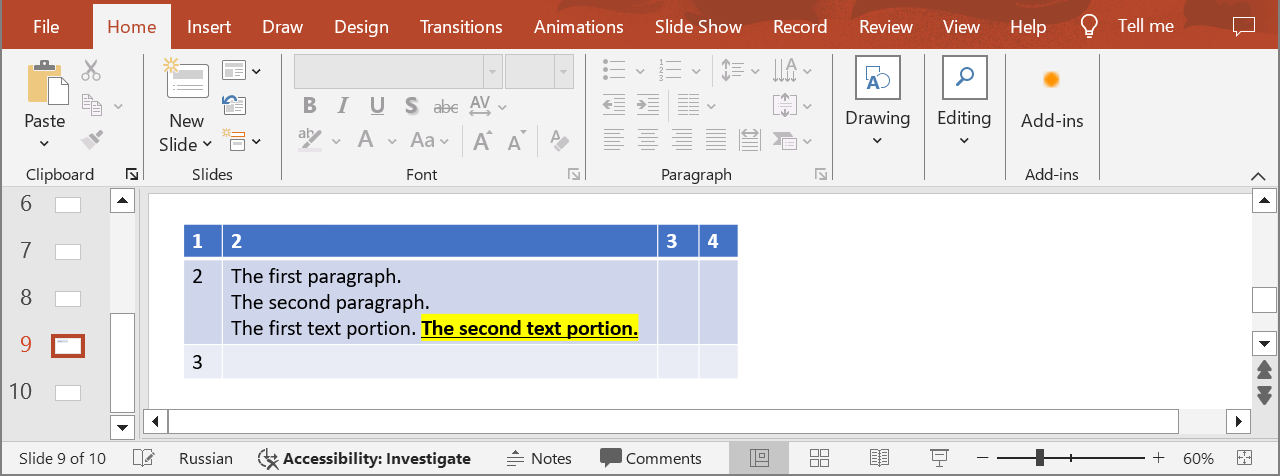 File Home Insert Draw Design Transitions Animations Slide Show Record Review View Help Tell me
Paste
Clipboard
New
Slide
Slides
B I U S abc AV
ab A Aa A A A
Font
Paragraph
Drawing
Editing
Add-ins
Add-ins
6
7
8
9
10
1 2 3 4
2 The first paragraph.
The second paragraph.
The first text portion. The second text portion.
3
Slide 9 of 10 Russian Accessibility: Investigate Notes Comments 60%